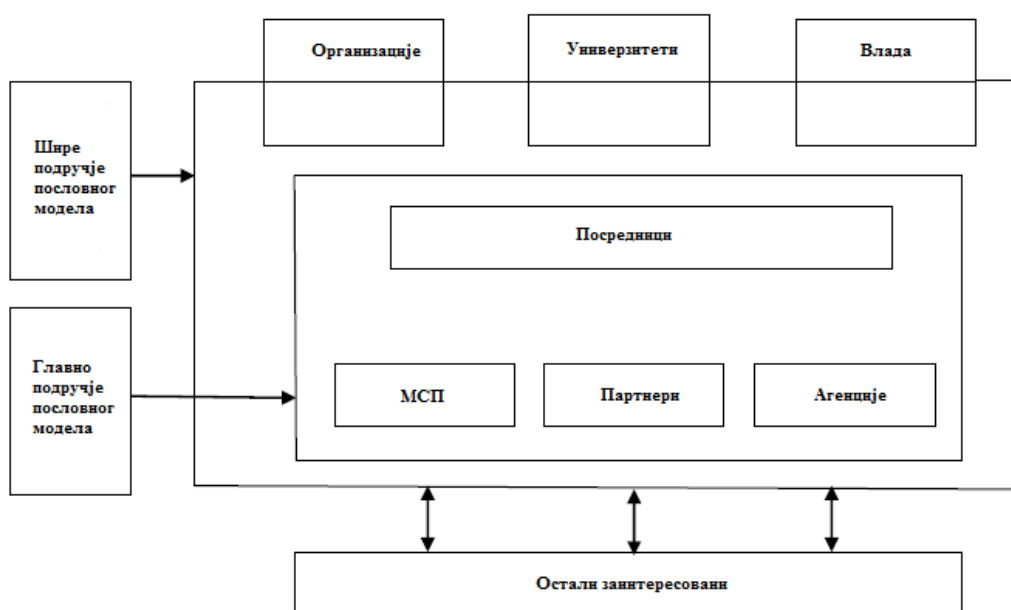 Организације
Универзитети
Влада
Шире
подручје
пословног
модела
Посредници
Главно
подручје
пословног
модела
МСП
Партнери
Агенције
Остали заинтересовани